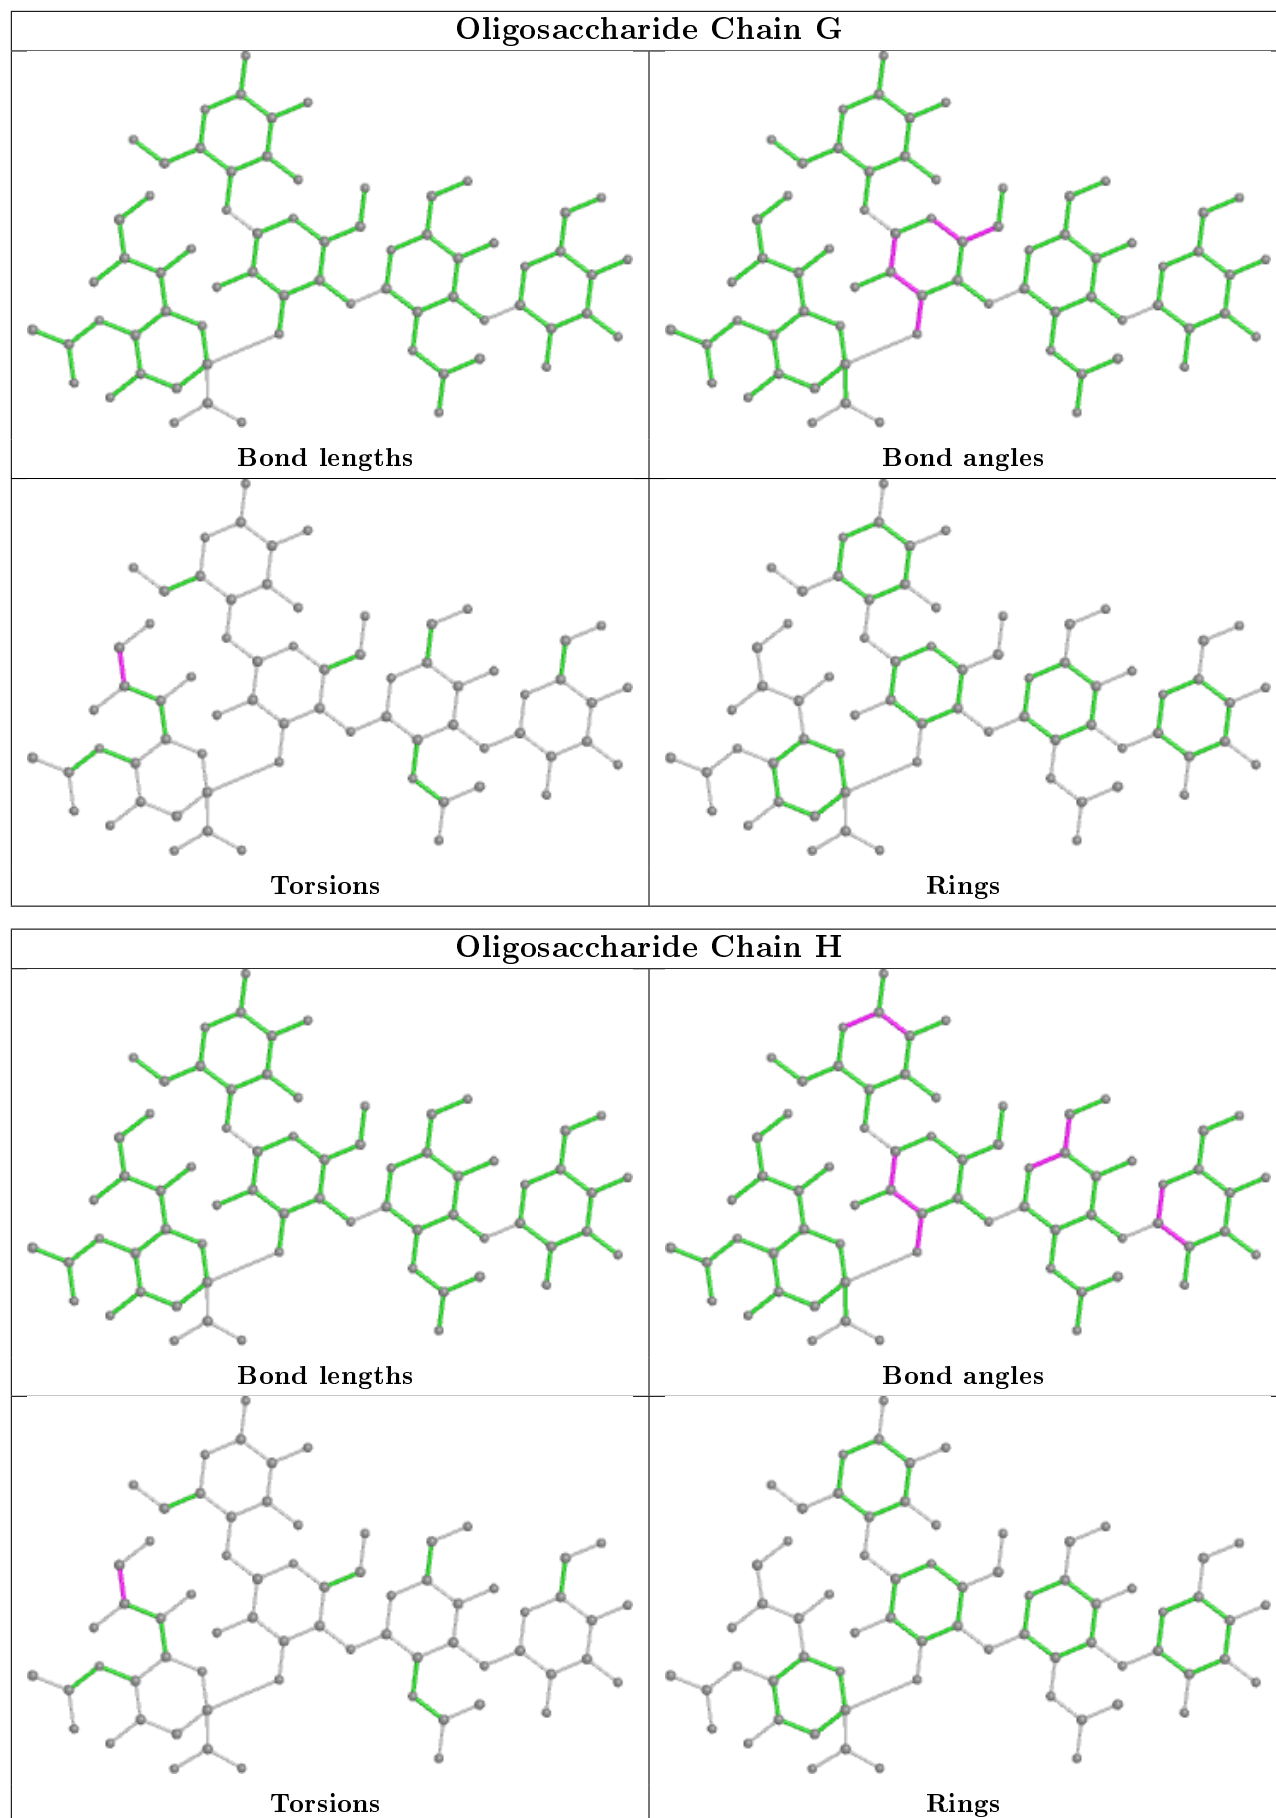 Oligosaccharide Chain G
Bond lengths
Bond angles
Torsions
Rings
Oligosaccharide Chain H
Bond lengths
Bond angles
Torsions
Rings